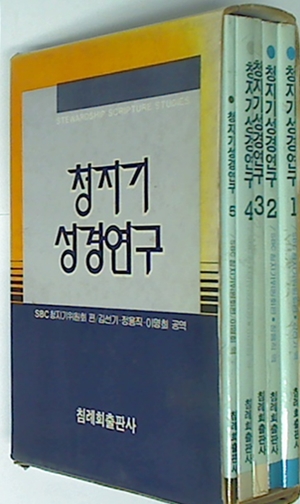 STEWARDSHIP SCRIPTURE STUDIES
청지기
성경연구
SBC 청지기위원회 편/김선기·정용직·이명희 공역
침례회출판사
청지기성경연구 5
침례회출판사
청지기성경연구 4
침례회출판사
청지기성경연구 3
침례회출판사
청지기성경연구 2
침례회출판사
청지기성경연구 1